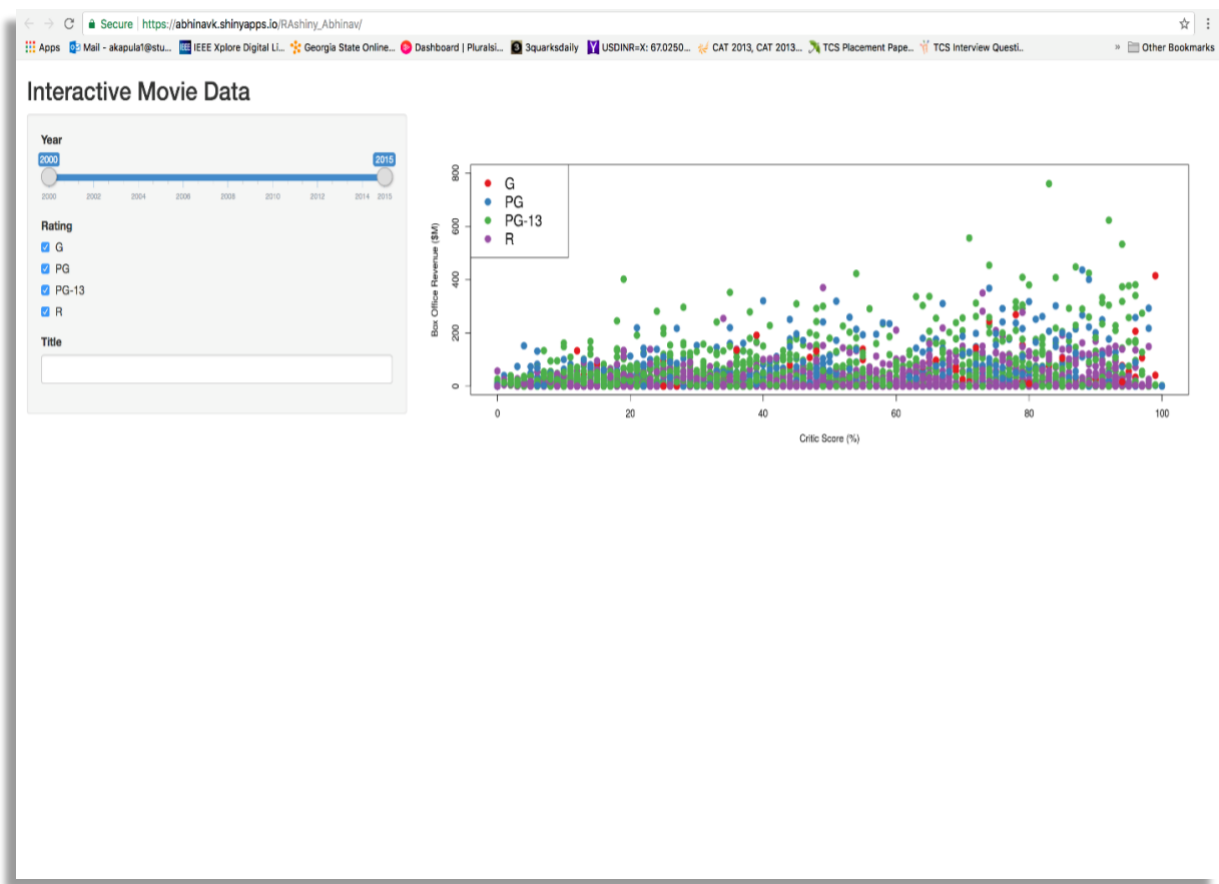 Secure | https://abhinavk.shinyapps.io/RAshiny_Abhinav/
Apps Mail - akapula1@stu... IEEE Xplore Digital Li... Georgia State Online... Dashboard | Pluralsi... 3quarksdaily USDINR=X: 67.0250... CAT 2013, CAT 2013... TCS Placement Pape... TCS Interview Questi.. » Other Bookmarks
Interactive Movie Data
Year
2000 2015
2000 2002 2004 2006 2008 2010 2012 2014 2015
Rating
G
PG
PG-13
R
Title
G
PG
PG-13
R
Box Office Revenue ($M)
800
600
400
200
0
0 20 40 60 80 100
Critic Score (%)